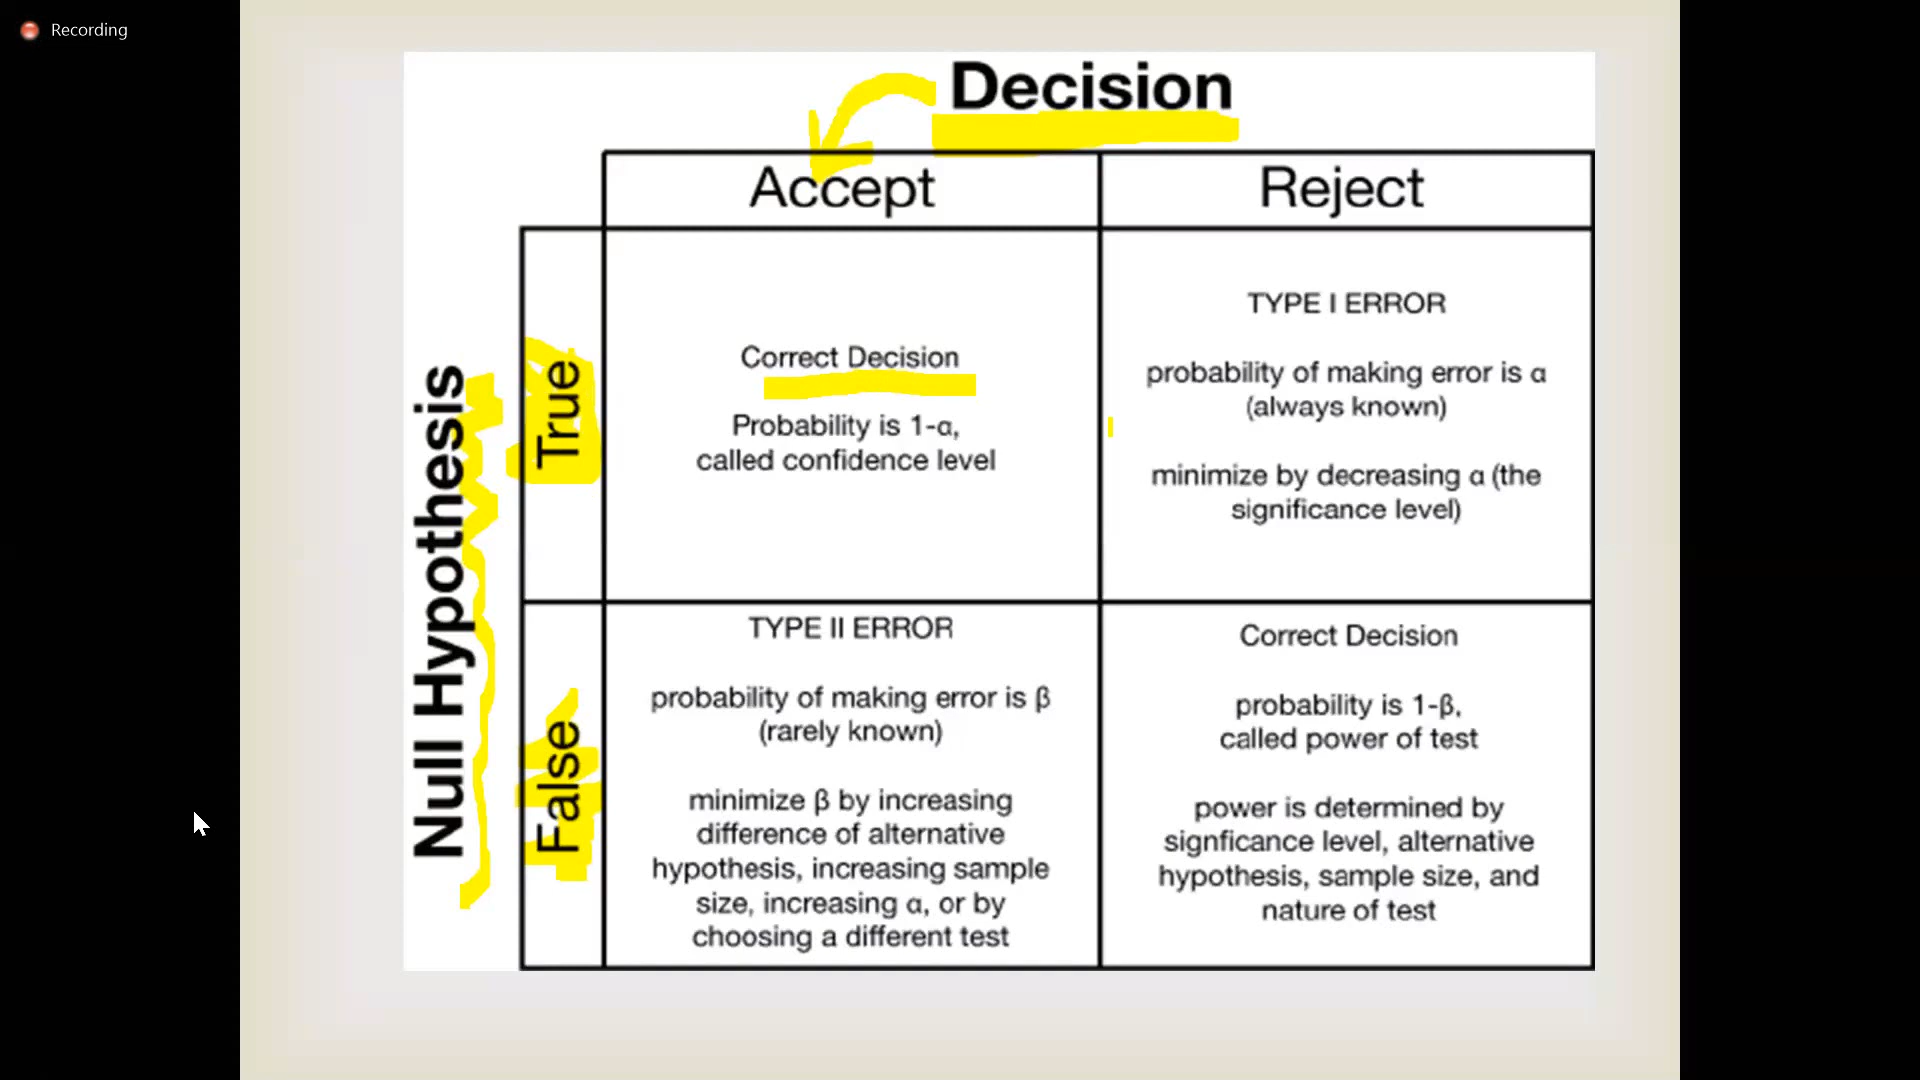 Recording
Decision
Accept
Reject
Null Hypothesis
True
Correct Decision
Probability is 1-α,
called confidence level
TYPE I ERROR
probability of making error is α
(always known)
minimize by decreasing α (the
significance level)
False
TYPE II ERROR
probability of making error is β
(rarely known)
minimize β by increasing
difference of alternative
hypothesis, increasing sample
size, increasing α, or by
choosing a different test
Correct Decision
probability is 1-β,
called power of test
power is determined by
signficance level, alternative
hypothesis, sample size, and
nature of test